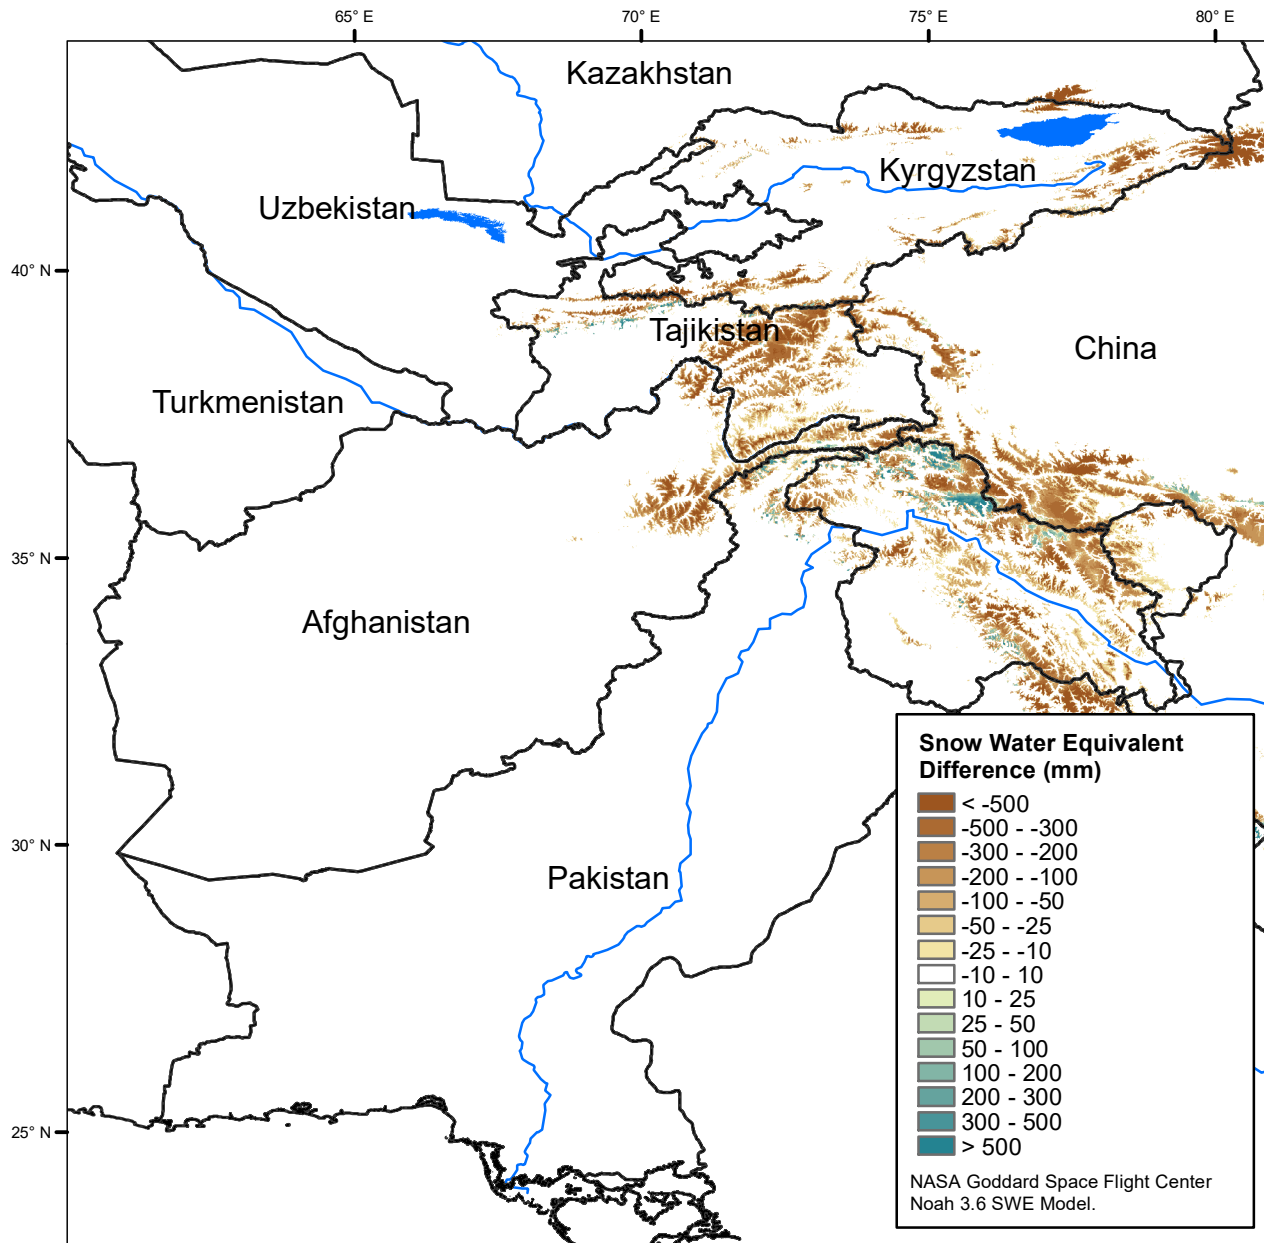 65° E
70° E
75° E
80° E
Kazakhstan
Kyrgyzstan
Uzbekistan
40° N
Tajikistan
China
Turkmenistan
35° N
Afghanistan
30° N
Pakistan
25° N
Snow Water Equivalent
Difference (mm)
< -500
-500 - -300
-300 - -200
-200 - -100
-100 - -50
-50 - -25
-25 - -10
-10 - 10
10 - 25
25 - 50
50 - 100
100 - 200
200 - 300
300 - 500
> 500
NASA Goddard Space Flight Center
Noah 3.6 SWE Model.